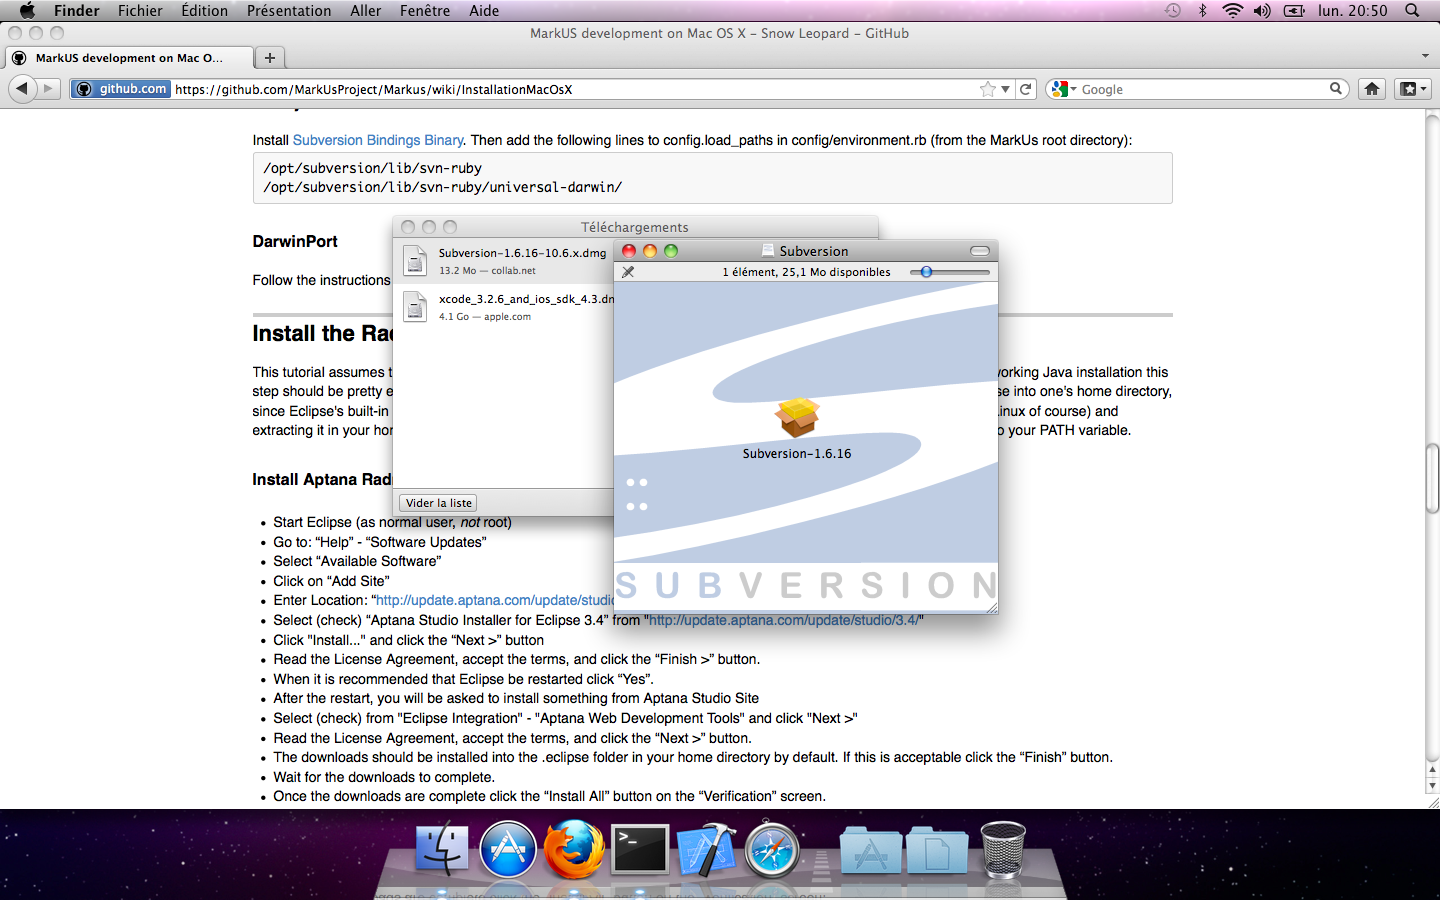 Finder Fichier Édition Présentation Aller Fenêtre Aide lun. 20:50
MarkUS development on Mac OS X – Snow Leopard – GitHub
MarkUS development on Mac O...
github.com https://github.com/MarkUsProject/Markus/wiki/InstallationMacOsX Google
Install Subversion Bindings Binary. Then add the following lines to config.load_paths in config/environment.rb (from the MarkUs root directory):
/opt/subversion/lib/svn-ruby
/opt/subversion/lib/svn-ruby/universal-darwin/
DarwinPort
Follow the instructions
Install the Rad
This tutorial assumes t
orking Java installation this
step should be pretty e
se into one's home directory,
since Eclipse's built-in
inux of course) and
extracting it in your hor
o your PATH variable.
Install Aptana Rad
Téléchargements
Subversion-1.6.16-10.6.x.dmg
13.2 Mo — collab.net
xcode_3.2.6_and_ios_sdk_4.3.dm
4.1 Go — apple.com
Vider la liste
Subversion
1 élément, 25,1 Mo disponibles
Subversion-1.6.16
SUBVERSION
• Start Eclipse (as normal user, not root)
• Go to: “Help” - “Software Updates”
• Select “Available Software”
• Click on “Add Site”
• Enter Location: “http://update.aptana.com/update/studio
• Select (check) “Aptana Studio Installer for Eclipse 3.4” from "http://update.aptana.com/update/studio/3.4/"
• Click "Install..." and click the “Next >” button
• Read the License Agreement, accept the terms, and click the “Finish >” button.
• When it is recommended that Eclipse be restarted click “Yes”.
• After the restart, you will be asked to install something from Aptana Studio Site
• Select (check) from "Eclipse Integration" - "Aptana Web Development Tools" and click "Next >"
• Read the License Agreement, accept the terms, and click the “Next >” button.
• The downloads should be installed into the .eclipse folder in your home directory by default. If this is acceptable click the “Finish” button.
• Wait for the downloads to complete.
• Once the downloads are complete click the “Install All” button on the “Verification” screen.